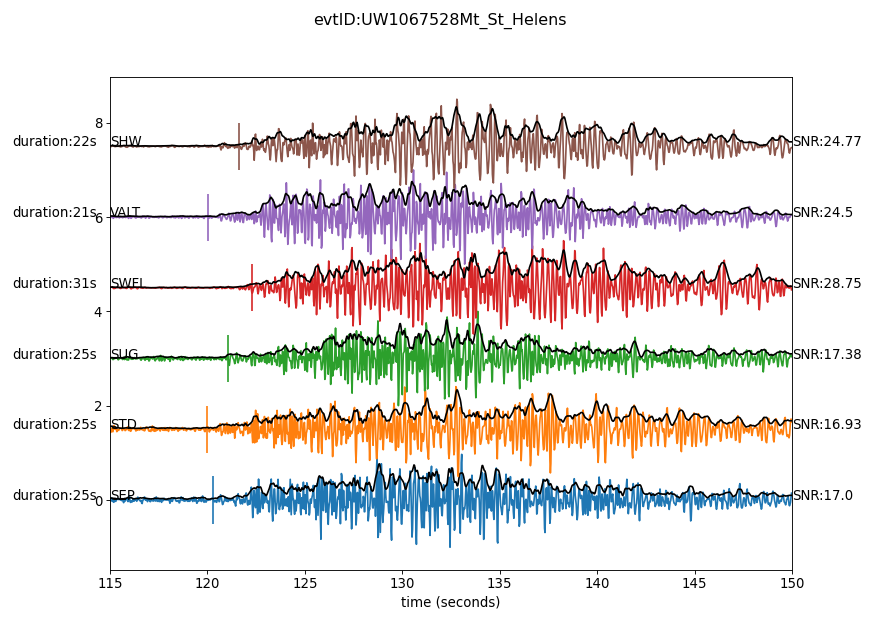 evtID:UW1067528Mt_St_Helens
8
duration:22s SHW SNR:24.77
duration:21s VALT SNR:24.5
6
duration:31s SWFL SNR:28.75
4
duration:25s SUG SNR:17.38
2
duration:25s STD SNR:16.93
duration:25s SEP SNR:17.0
0
115 120 125 130 135 140 145 150
time (seconds)